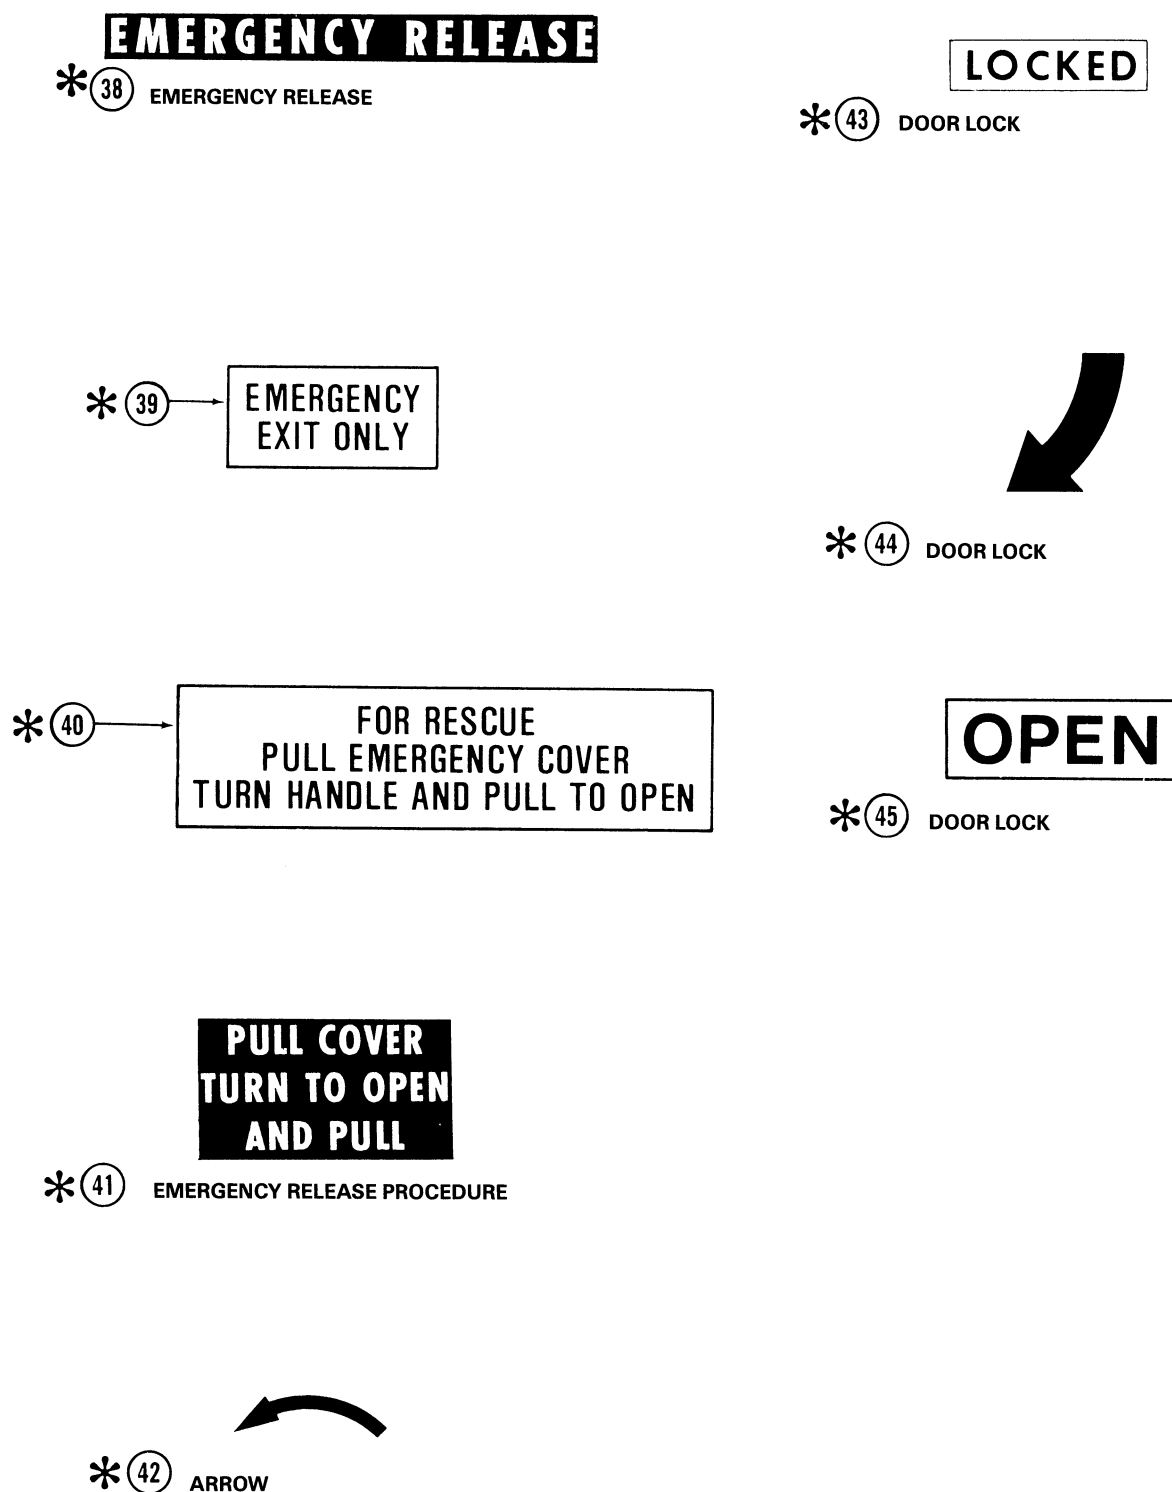 EMERGENCY RELEASE
* 38 EMERGENCY RELEASE
* 39
EMERGENCY
EXIT ONLY
* 40
FOR RESCUE
PULL EMERGENCY COVER
TURN HANDLE AND PULL TO OPEN
PULL COVER
TURN TO OPEN
AND PULL
* 41 EMERGENCY RELEASE PROCEDURE
* 42 ARROW
LOCKED
* 43 DOOR LOCK
* 44 DOOR LOCK
OPEN
* 45 DOOR LOCK